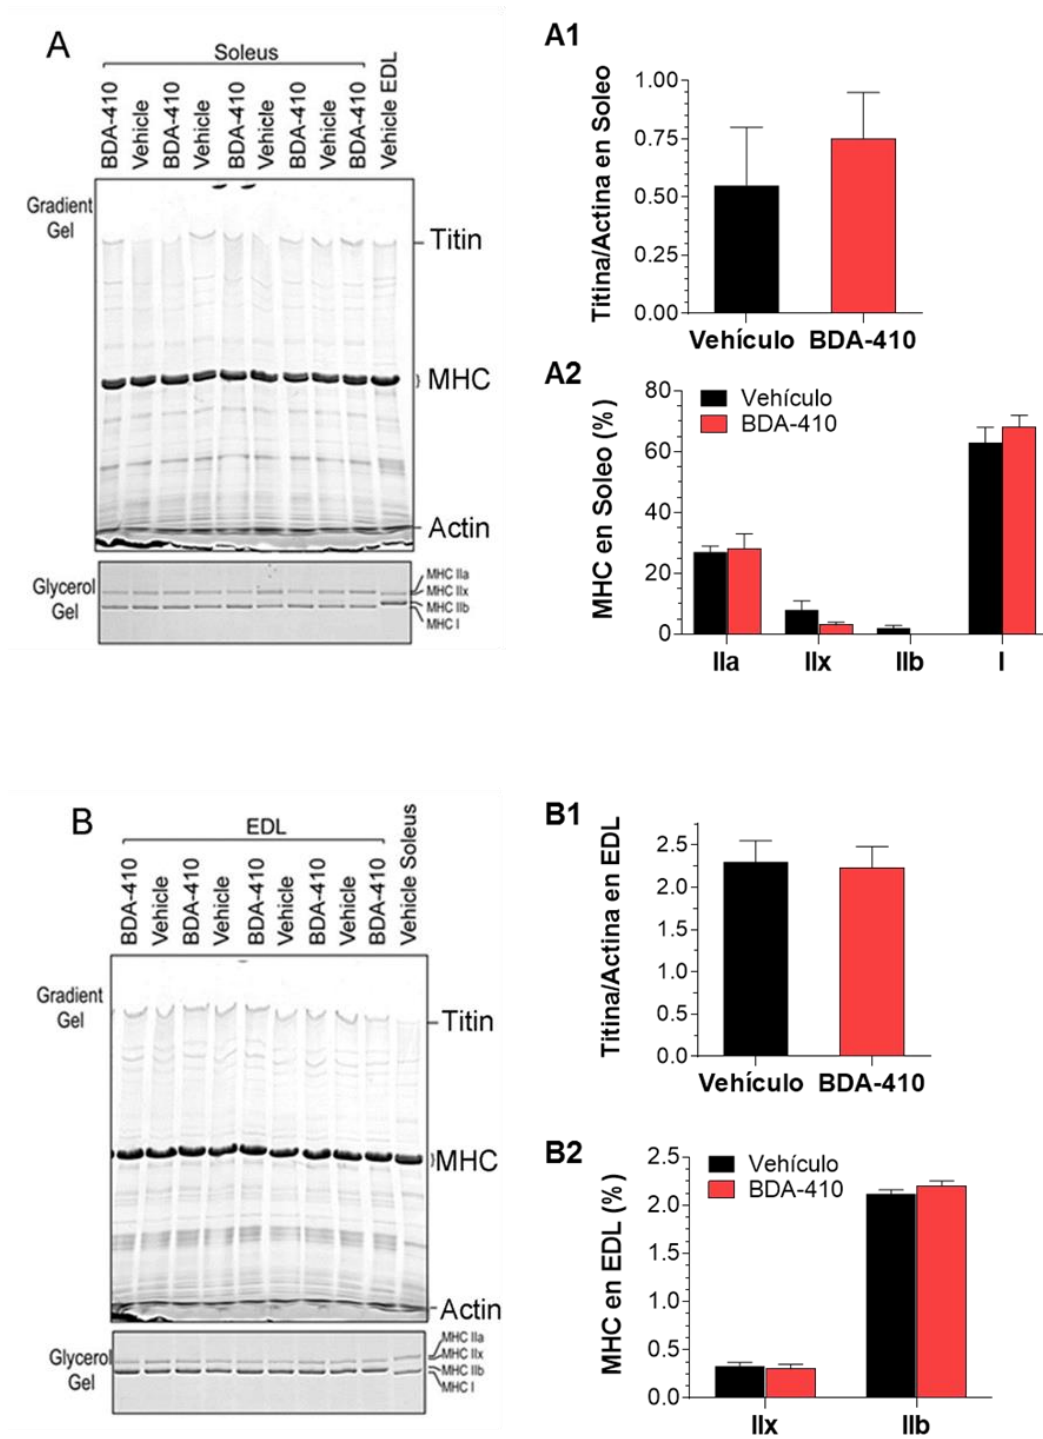 A
Soleus
BDA-410
Vehicle
BDA-410
Vehicle
BDA-410
Vehicle
BDA-410
Vehicle
BDA-410
Vehicle EDL
Gradient
Gel
Titin
MHC
Actin
Glycerol
Gel
MHC IIa
MHC IIx
MHC IIb
MHC I
A1
Titina/Actina en Soleo
1.00
0.75
0.50
0.25
0.00
Vehículo BDA-410
A2
MHC en Soleo (%)
80
60
40
20
0
Vehículo
BDA-410
IIa IIx IIb I
B
EDL
BDA-410
Vehicle
BDA-410
Vehicle
BDA-410
Vehicle
BDA-410
Vehicle
BDA-410
Vehicle Soleus
Gradient
Gel
Titin
MHC
Actin
Glycerol
Gel
MHC IIa
MHC IIx
MHC IIb
MHC I
B1
Titina/Actina en EDL
2.5
2.0
1.5
1.0
0.5
0.0
Vehículo BDA-410
B2
MHC en EDL (%)
2.5
2.0
1.5
1.0
0.5
0.0
Vehículo
BDA-410
IIx IIb